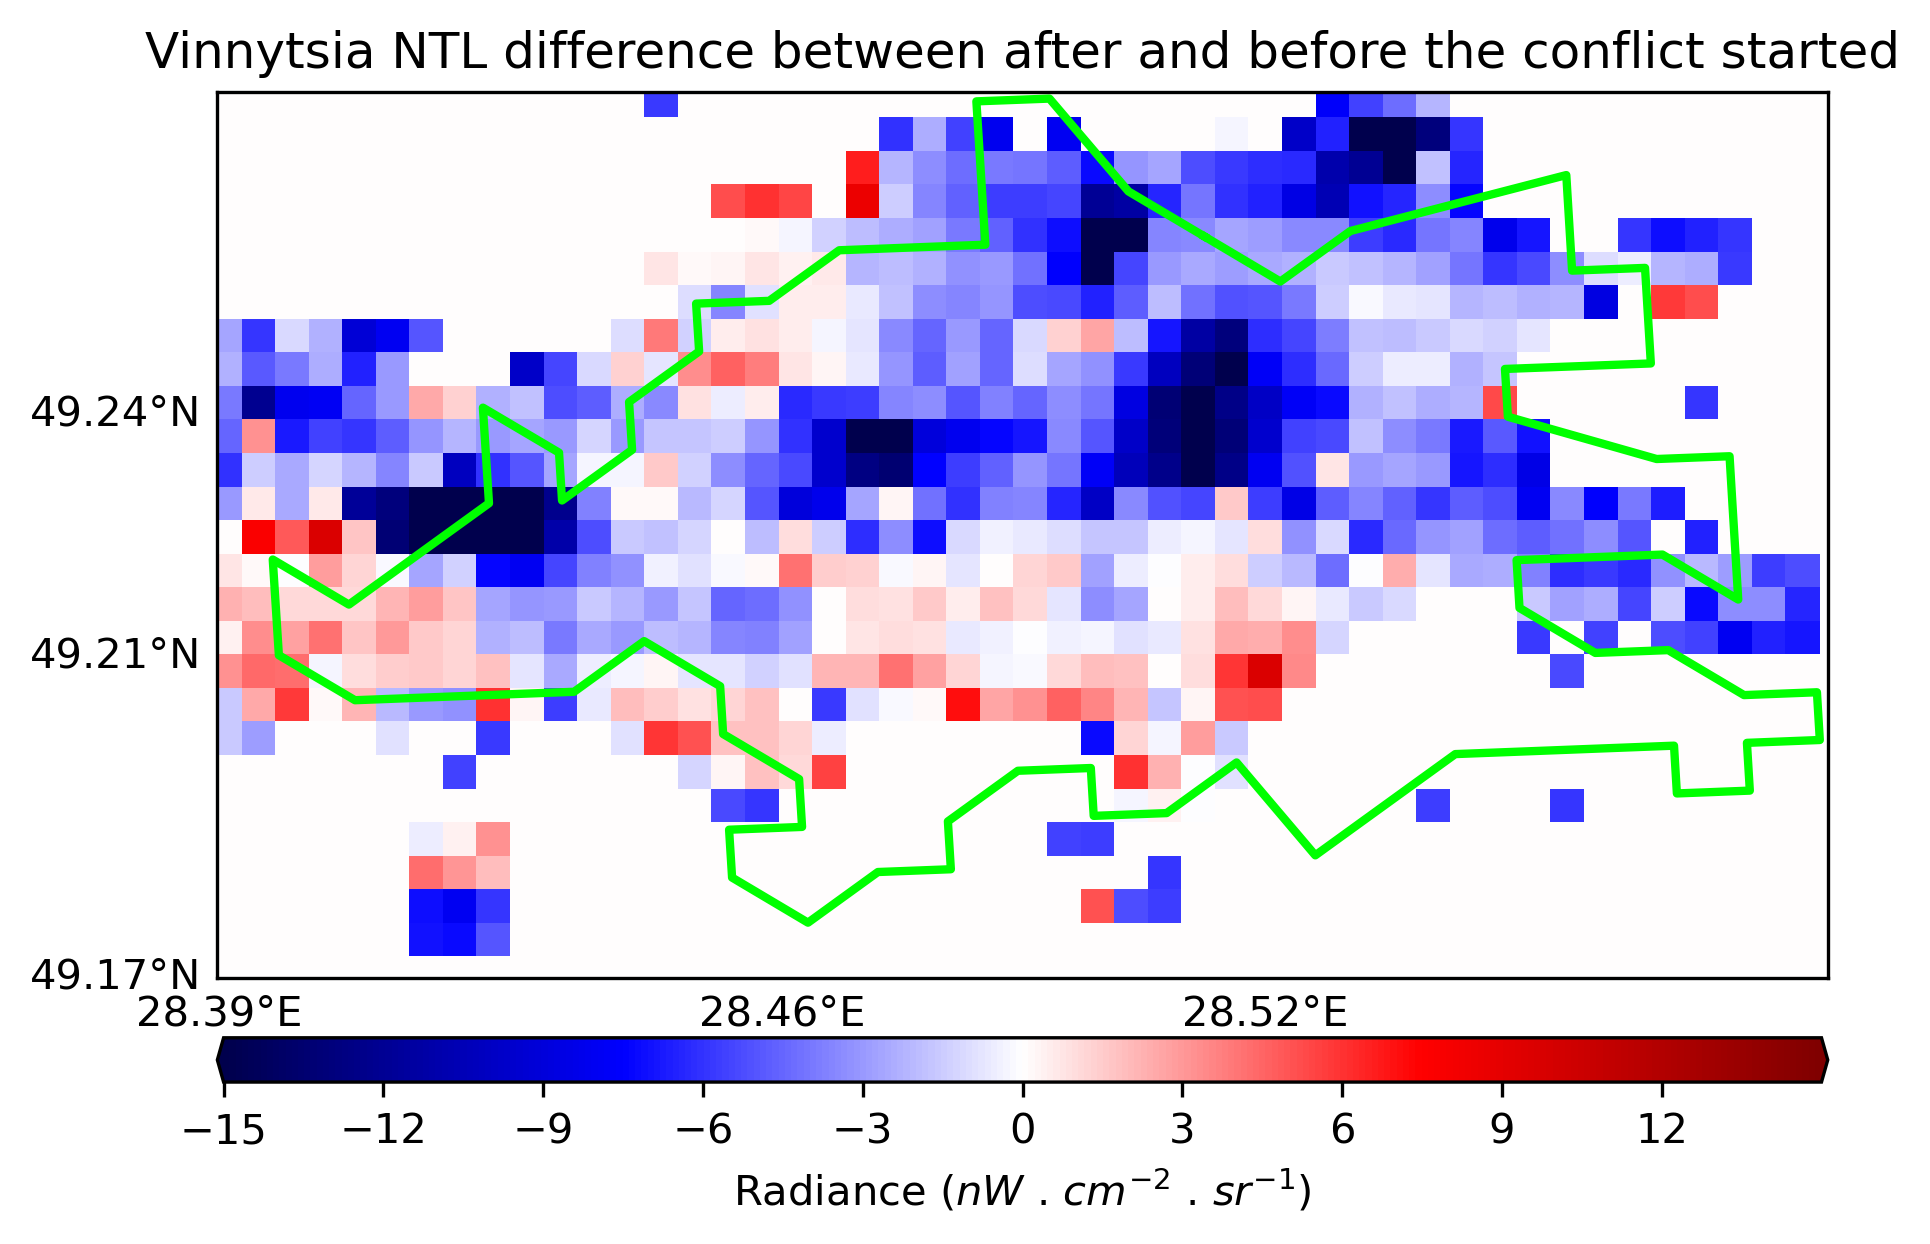 Vinnytsia NTL difference between after and before the conflict started
49.24°N
49.21°N
49.17°N
28.39°E 28.46°E 28.52°E
−15 −12 −9 −6 −3 0 3 6 9 12
Radiance (nW . cm⁻² . sr⁻¹)